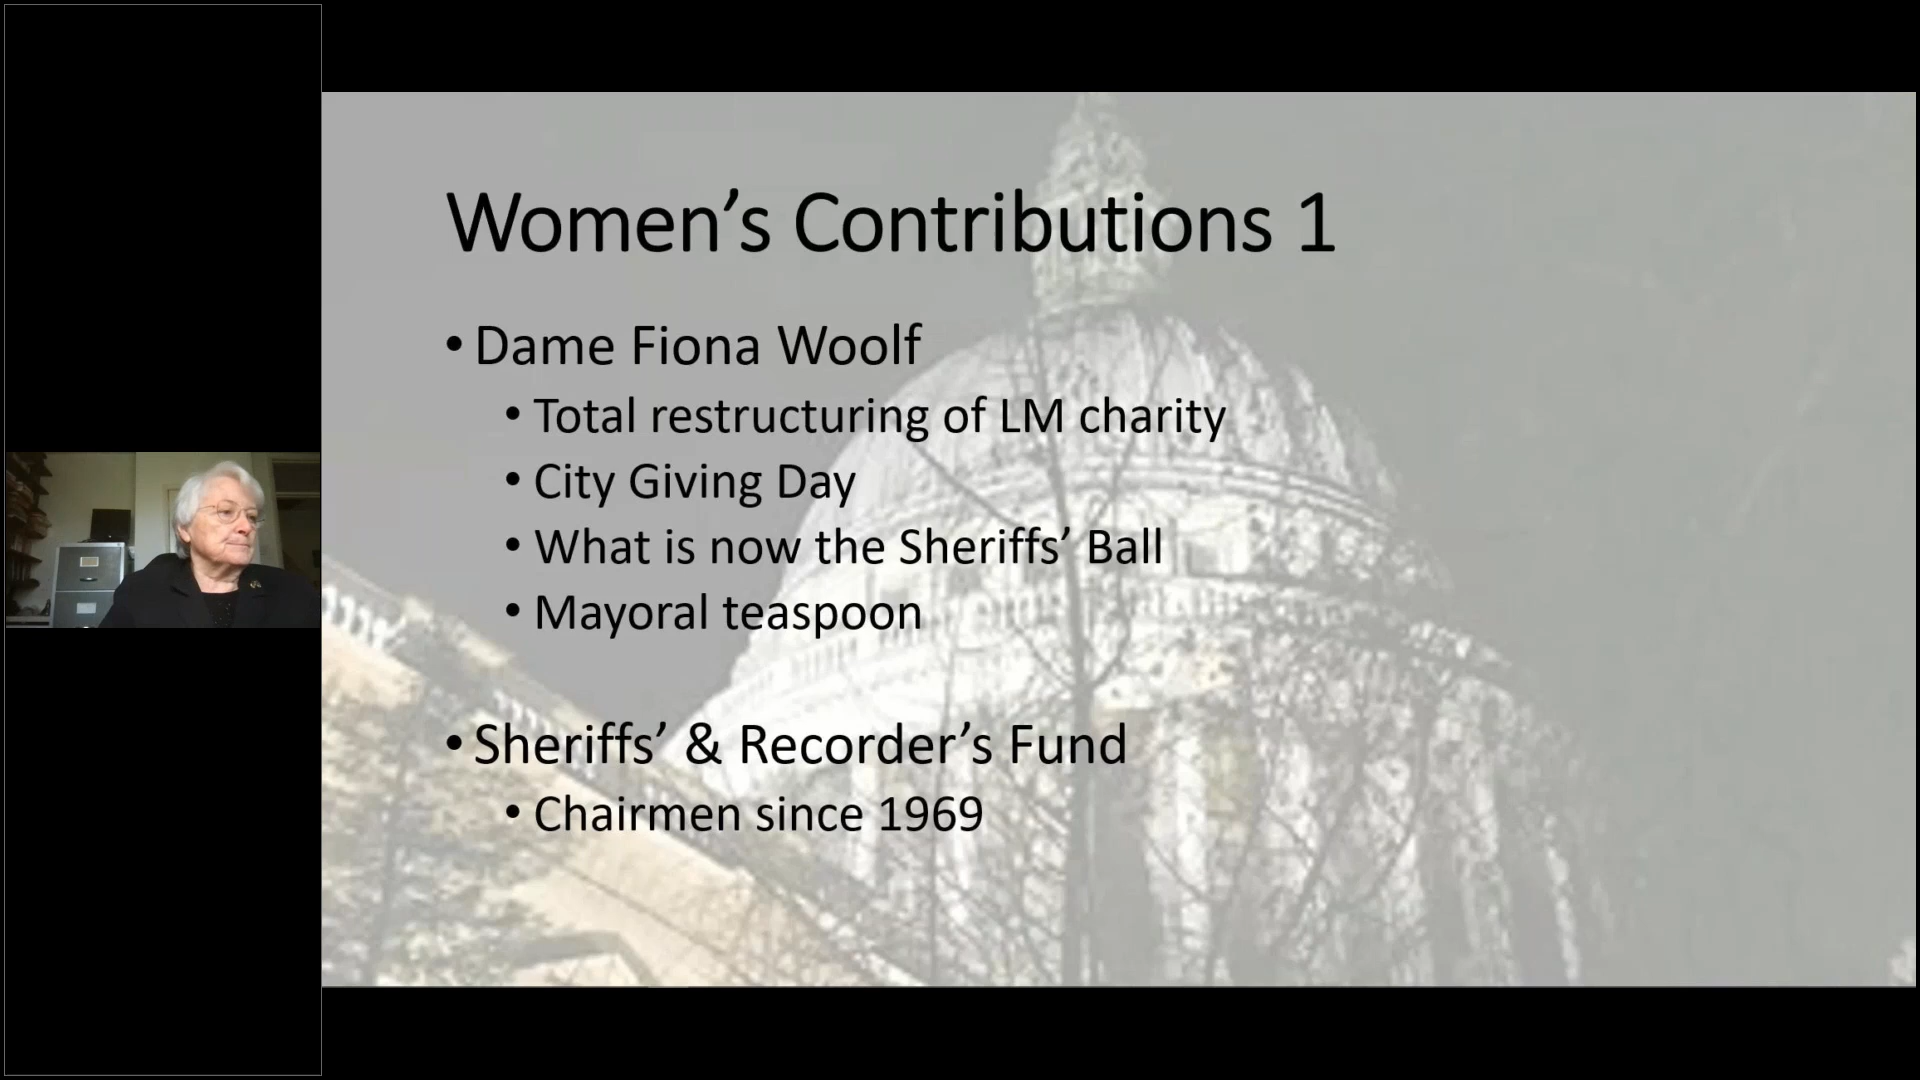 Women’s Contributions 1
• Dame Fiona Woolf
• Total restructuring of LM charity
• City Giving Day
• What is now the Sheriffs’ Ball
• Mayoral teaspoon
• Sheriffs’ & Recorder’s Fund
• Chairmen since 1969